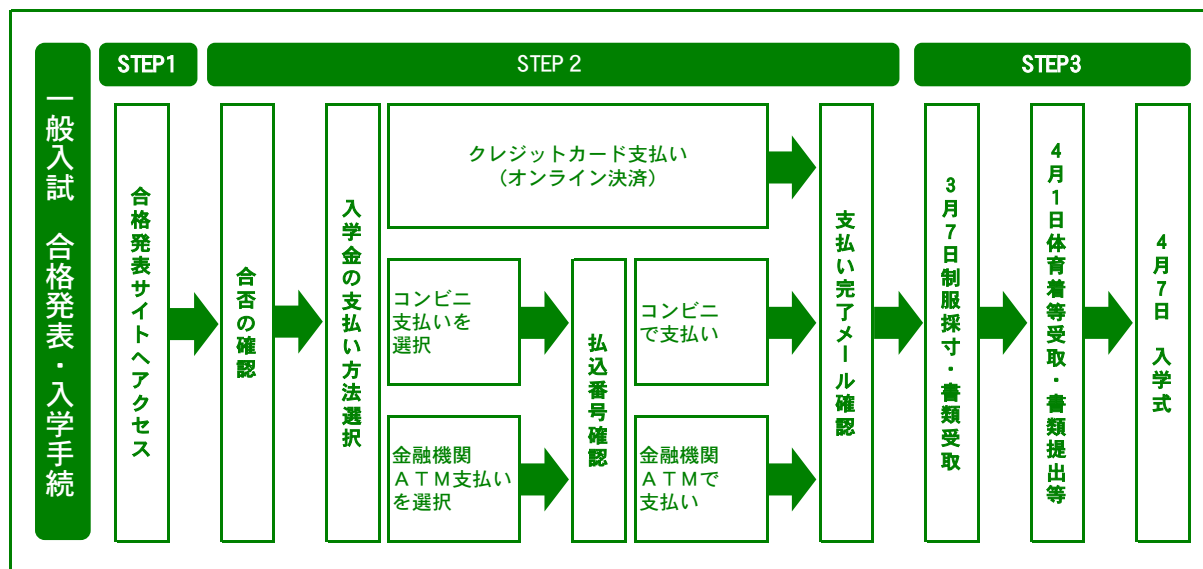 一般入試　合格発表・入学手続
STEP1
STEP 2
STEP3
合格発表サイトへアクセス
合否の確認
入学金の支払い方法選択
クレジットカード支払い
（オンライン決済）
コンビニ
支払いを
選択
金融機関
ＡＴＭ支払い
を選択
払込番号確認
コンビニ
で支払い
金融機関
ＡＴＭで
支払い
支払い完了メール確認
3月7日制服採寸・書類受取
4月1日体育着等受取・書類提出等
4月7日　入学式